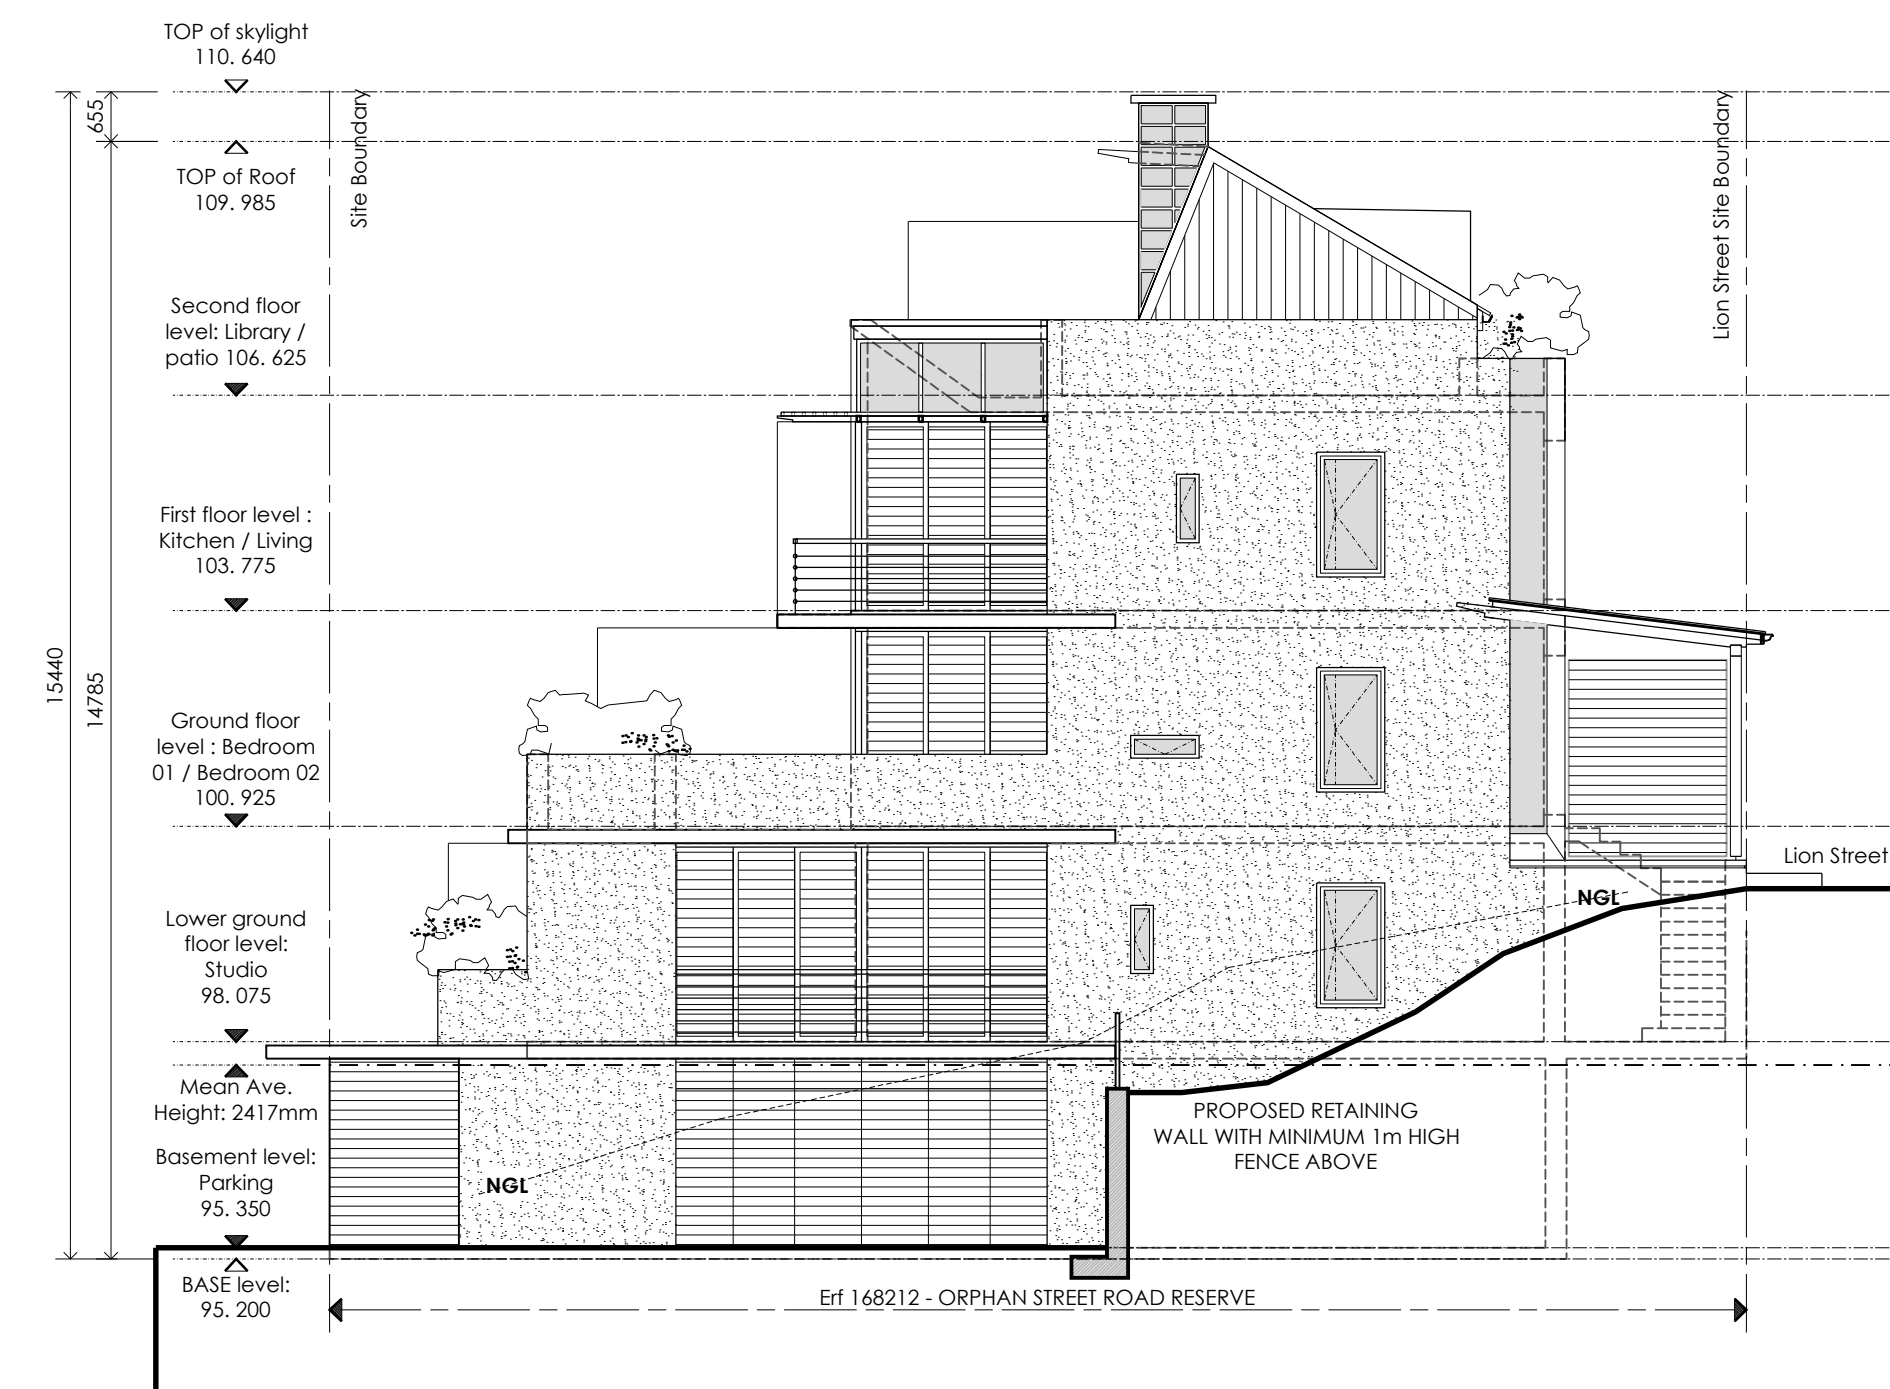 TOP of skylight
110. 640
655
Site Boundary
Lion Street Site Boundary
TOP of Roof
109. 985
Second floor
level: Library /
patio 106. 625
First floor level :
Kitchen / Living
103. 775
15440
14785
Ground floor
level : Bedroom
01 / Bedroom 02
100. 925
Lion Street
NGL
Lower ground
floor level:
Studio
98. 075
Mean Ave.
Height: 2417mm
PROPOSED RETAINING
WALL WITH MINIMUM 1m HIGH
FENCE ABOVE
Basement level:
Parking
95. 350
NGL
BASE level:
95. 200
Erf 168212 - ORPHAN STREET ROAD RESERVE